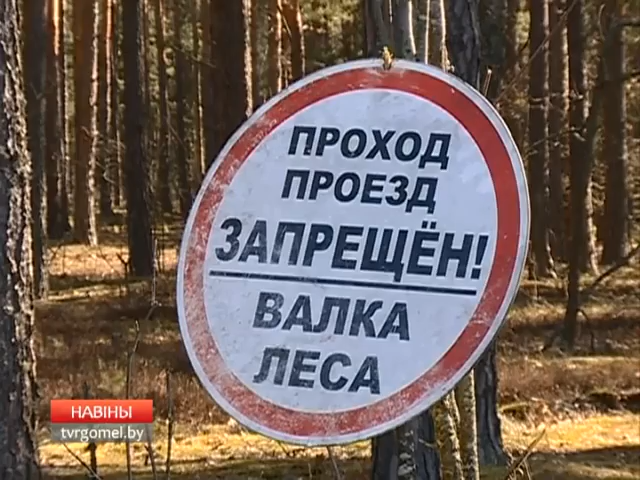 ПРОХОД
ПРОЕЗД
ЗАПРЕЩЁН!
ВАЛКА
ЛЕСА
НАВІНЫ
tvrgomel.by